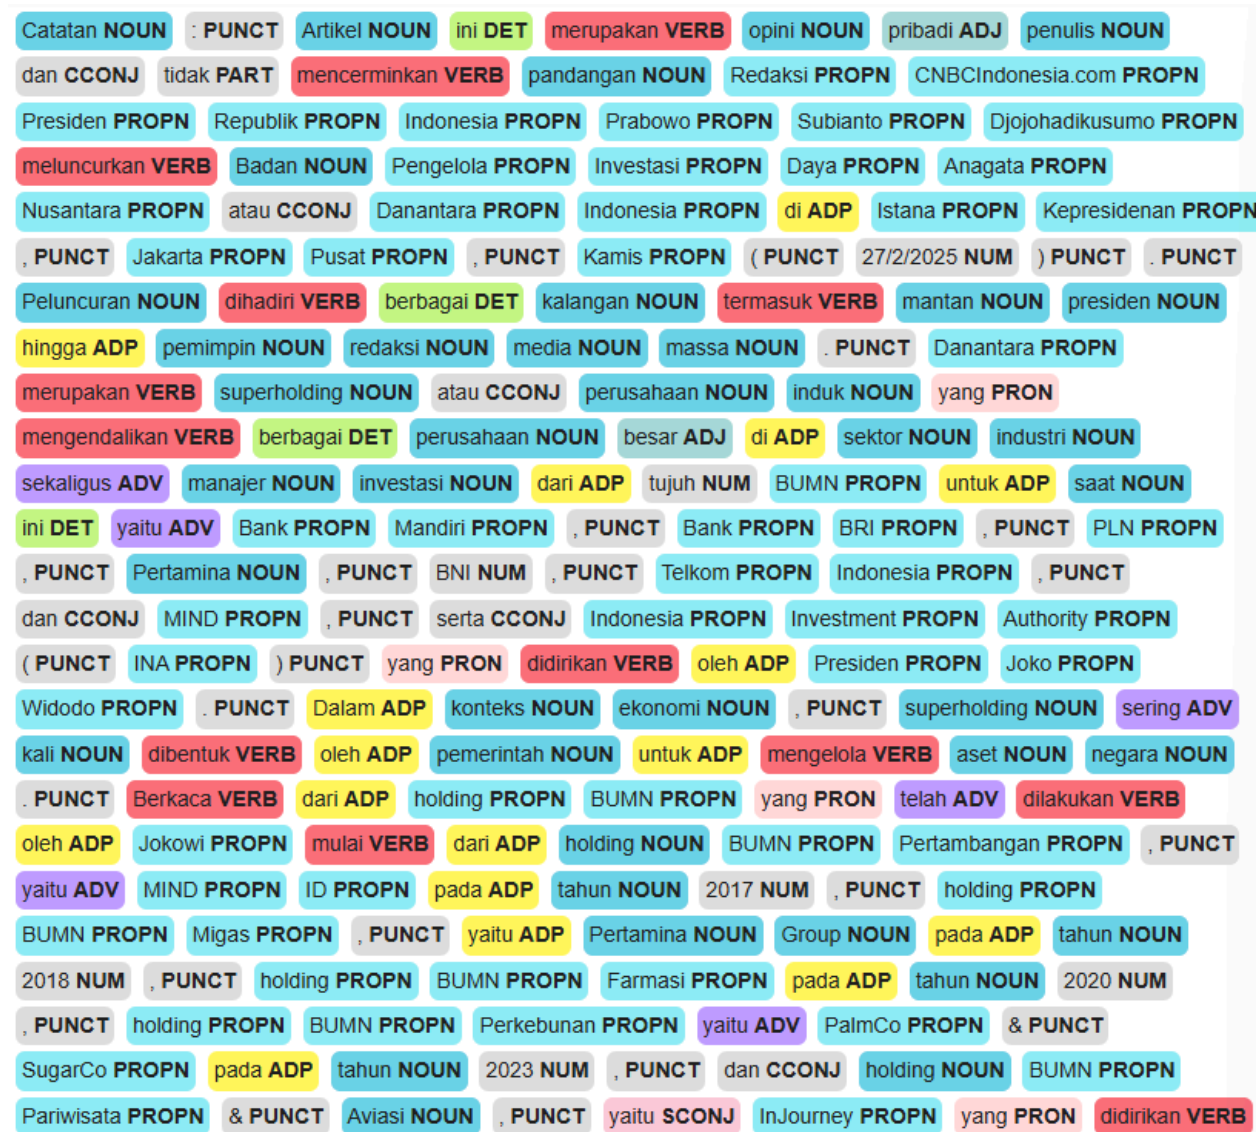 Catatan NOUN : PUNCT Artikel NOUN ini DET merupakan VERB opini NOUN pribadi ADJ penulis NOUN
dan CCONJ tidak PART mencerminkan VERB pandangan NOUN Redaksi PROPN CNBCIndonesia.com PROPN
Presiden PROPN Republik PROPN Indonesia PROPN Prabowo PROPN Subianto PROPN Djojohadikusumo PROPN
meluncurkan VERB Badan NOUN Pengelola PROPN Investasi PROPN Daya PROPN Anagata PROPN
Nusantara PROPN atau CCONJ Danantara PROPN Indonesia PROPN di ADP Istana PROPN Kepresidenan PROPN
, PUNCT Jakarta PROPN Pusat PROPN , PUNCT Kamis PROPN ( PUNCT 27/2/2025 NUM ) PUNCT . PUNCT
Peluncuran NOUN dihadiri VERB berbagai DET kalangan NOUN termasuk VERB mantan NOUN presiden NOUN
hingga ADP pemimpin NOUN redaksi NOUN media NOUN massa NOUN . PUNCT Danantara PROPN
merupakan VERB superholding NOUN atau CCONJ perusahaan NOUN induk NOUN yang PRON
mengendalikan VERB berbagai DET perusahaan NOUN besar ADJ di ADP sektor NOUN industri NOUN
sekaligus ADV manajer NOUN investasi NOUN dari ADP tujuh NUM BUMN PROPN untuk ADP saat NOUN
ini DET yaitu ADV Bank PROPN Mandiri PROPN , PUNCT Bank PROPN BRI PROPN , PUNCT PLN PROPN
, PUNCT Pertamina NOUN , PUNCT BNI NUM , PUNCT Telkom PROPN Indonesia PROPN , PUNCT
dan CCONJ MIND PROPN , PUNCT serta CCONJ Indonesia PROPN Investment PROPN Authority PROPN
( PUNCT INA PROPN ) PUNCT yang PRON didirikan VERB oleh ADP Presiden PROPN Joko PROPN
Widodo PROPN . PUNCT Dalam ADP konteks NOUN ekonomi NOUN , PUNCT superholding NOUN sering ADV
kali NOUN dibentuk VERB oleh ADP pemerintah NOUN untuk ADP mengelola VERB aset NOUN negara NOUN
. PUNCT Berkaca VERB dari ADP holding PROPN BUMN PROPN yang PRON telah ADV dilakukan VERB
oleh ADP Jokowi PROPN mulai VERB dari ADP holding NOUN BUMN PROPN Pertambangan PROPN , PUNCT
yaitu ADV MIND PROPN ID PROPN pada ADP tahun NOUN 2017 NUM , PUNCT holding PROPN
BUMN PROPN Migas PROPN , PUNCT yaitu ADP Pertamina NOUN Group NOUN pada ADP tahun NOUN
2018 NUM , PUNCT holding PROPN BUMN PROPN Farmasi PROPN pada ADP tahun NOUN 2020 NUM
, PUNCT holding PROPN BUMN PROPN Perkebunan PROPN yaitu ADV PalmCo PROPN & PUNCT
SugarCo PROPN pada ADP tahun NOUN 2023 NUM , PUNCT dan CCONJ holding NOUN BUMN PROPN
Pariwisata PROPN & PUNCT Aviasi NOUN , PUNCT yaitu SCONJ InJourney PROPN yang PRON didirikan VERB